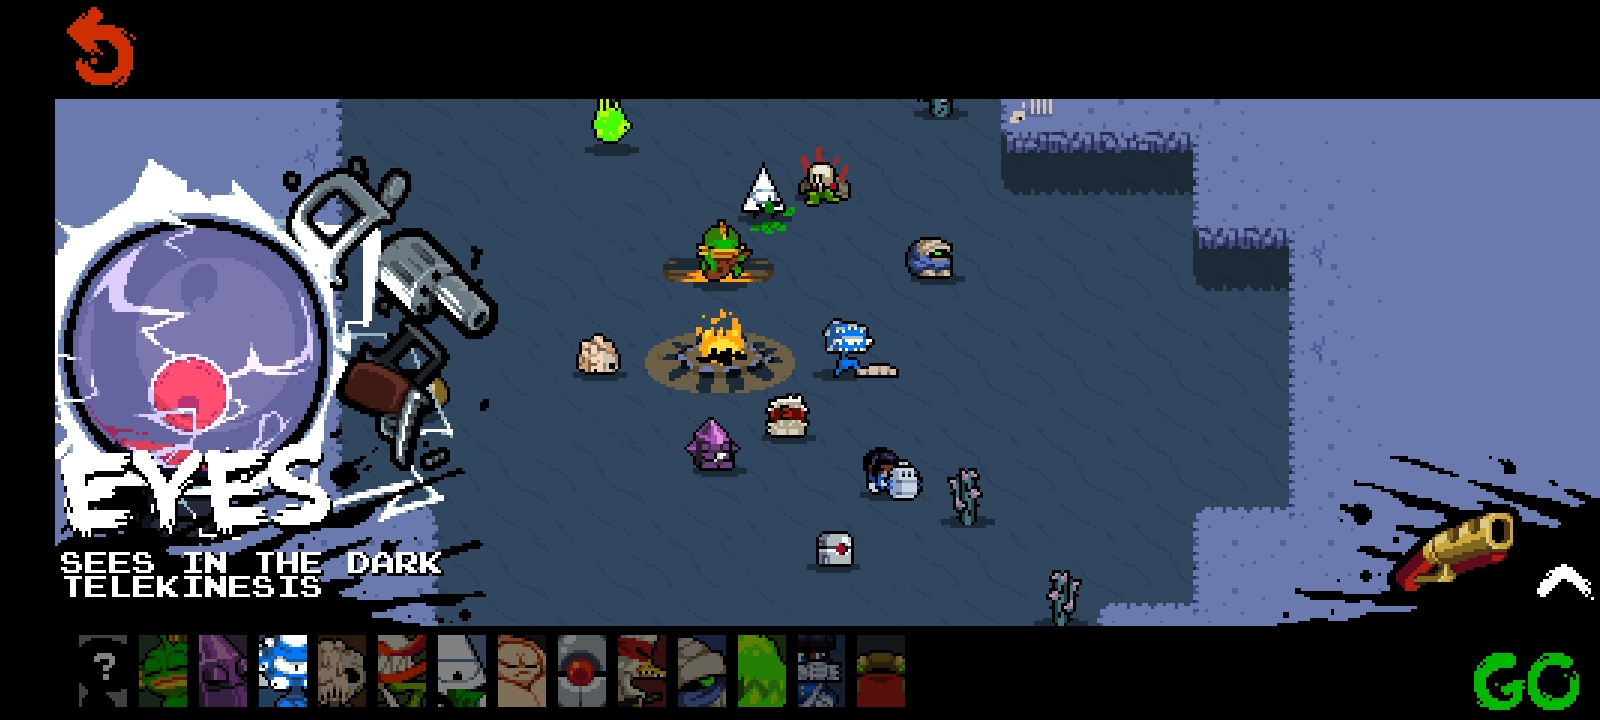 EYES
SEES IN THE DARK
TELEKINESIS
?
GO